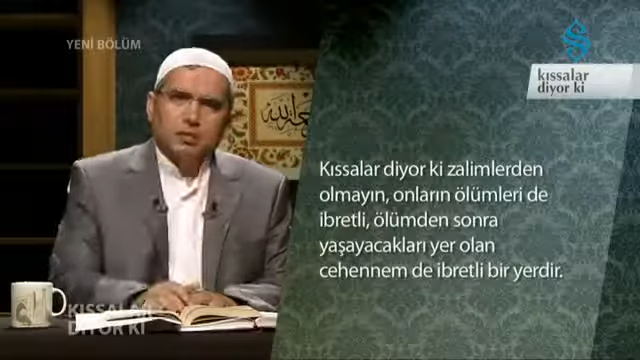 YENİ BÖLÜM
kıssalar
diyor ki
Kıssalar diyor ki zalimlerden
olmayın, onların ölümleri de
ibretli, ölümden sonra
yaşayacakları yer olan
cehennem de ibretli bir yerdir.
KISSALAR
DİYOR Kİ